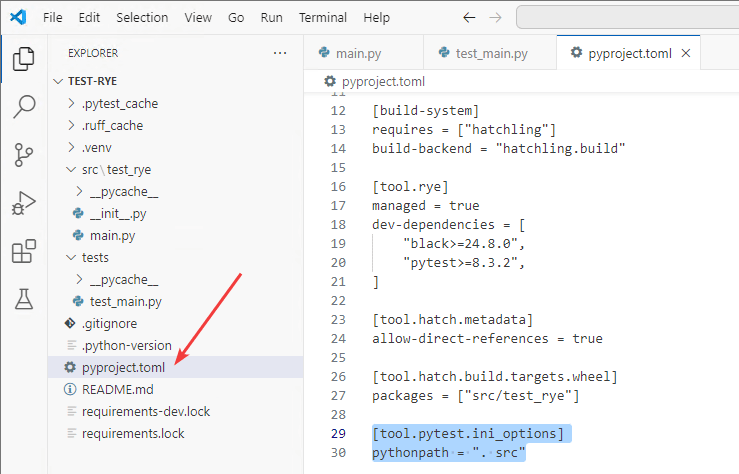 File Edit Selection View Go Run Terminal Help
EXPLORER
TEST-RYE
.pytest_cache
.ruff_cache
.venv
src\test_rye
__pycache__
__init__.py
main.py
tests
__pycache__
test_main.py
.gitignore
.python-version
pyproject.toml
README.md
requirements-dev.lock
requirements.lock
main.py test_main.py pyproject.toml
pyproject.toml
11
12 [build-system]
13 requires = ["hatchling"]
14 build-backend = "hatchling.build"
15
16 [tool.rye]
17 managed = true
18 dev-dependencies = [
19 "black>=24.8.0",
20 "pytest>=8.3.2",
21 ]
22
23 [tool.hatch.metadata]
24 allow-direct-references = true
25
26 [tool.hatch.build.targets.wheel]
27 packages = ["src/test_rye"]
28
29 [tool.pytest.ini_options]
30 pythonpath = ". src"